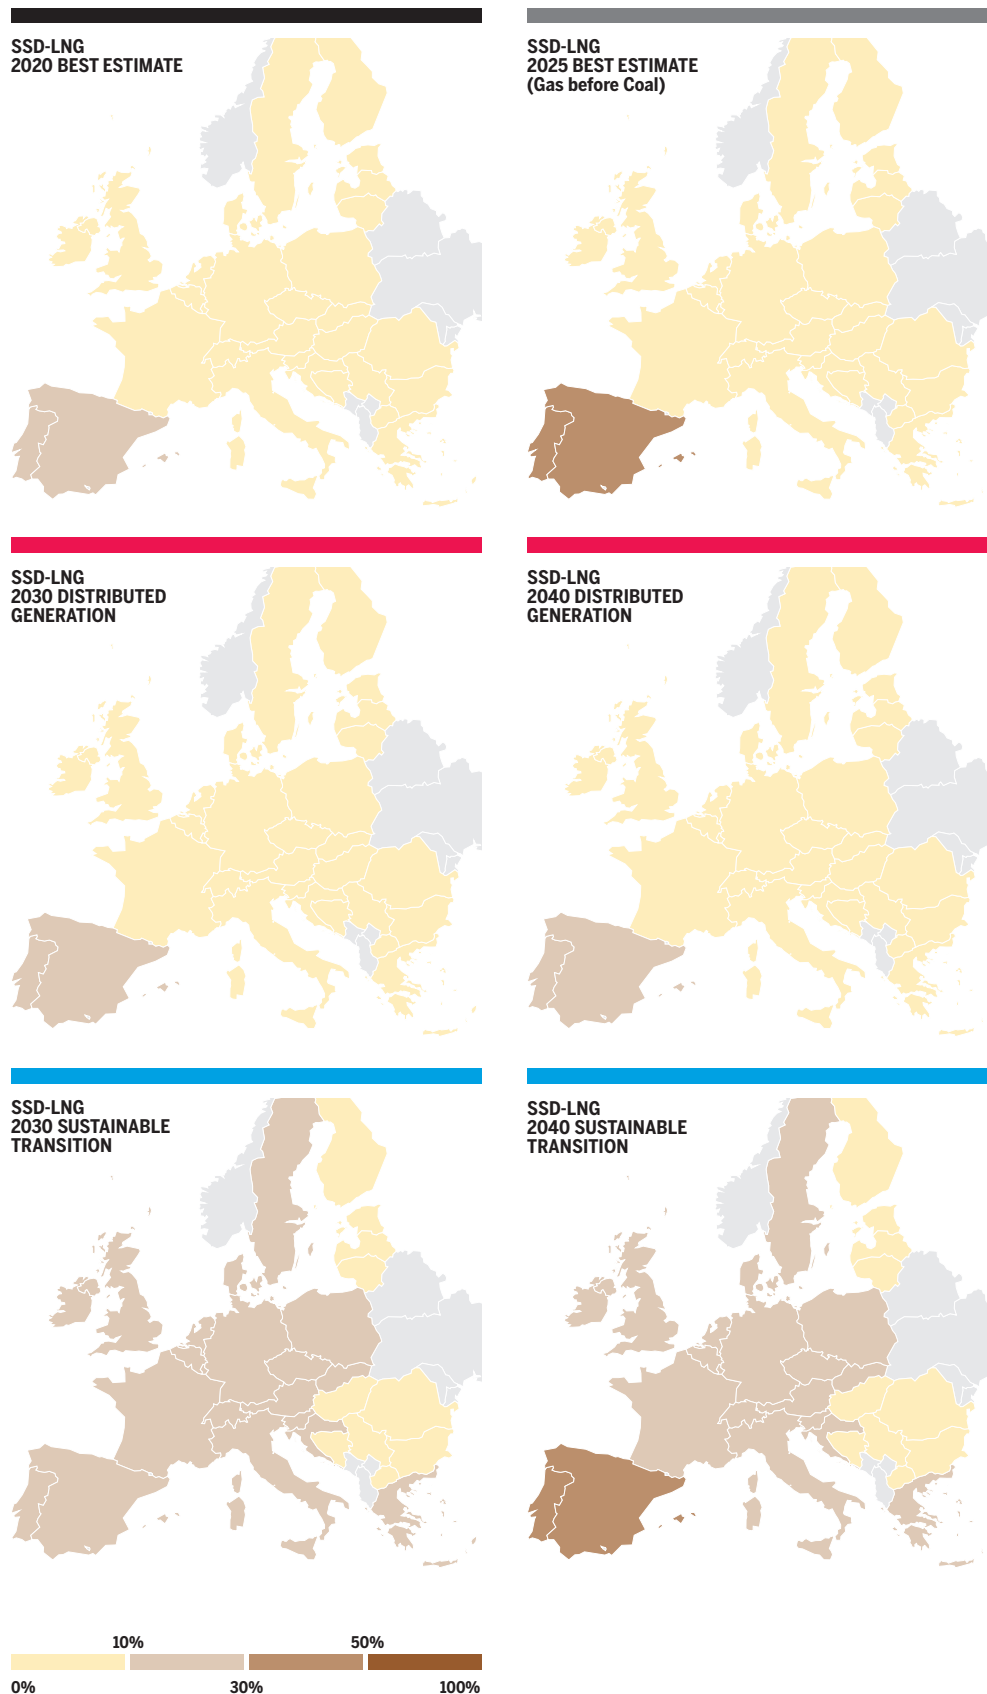 SSD-LNG
2020 BEST ESTIMATE
SSD-LNG
2025 BEST ESTIMATE
(Gas before Coal)
SSD-LNG
2030 DISTRIBUTED
GENERATION
SSD-LNG
2040 DISTRIBUTED
GENERATION
SSD-LNG
2030 SUSTAINABLE
TRANSITION
SSD-LNG
2040 SUSTAINABLE
TRANSITION
10% 50%
0% 30% 100%